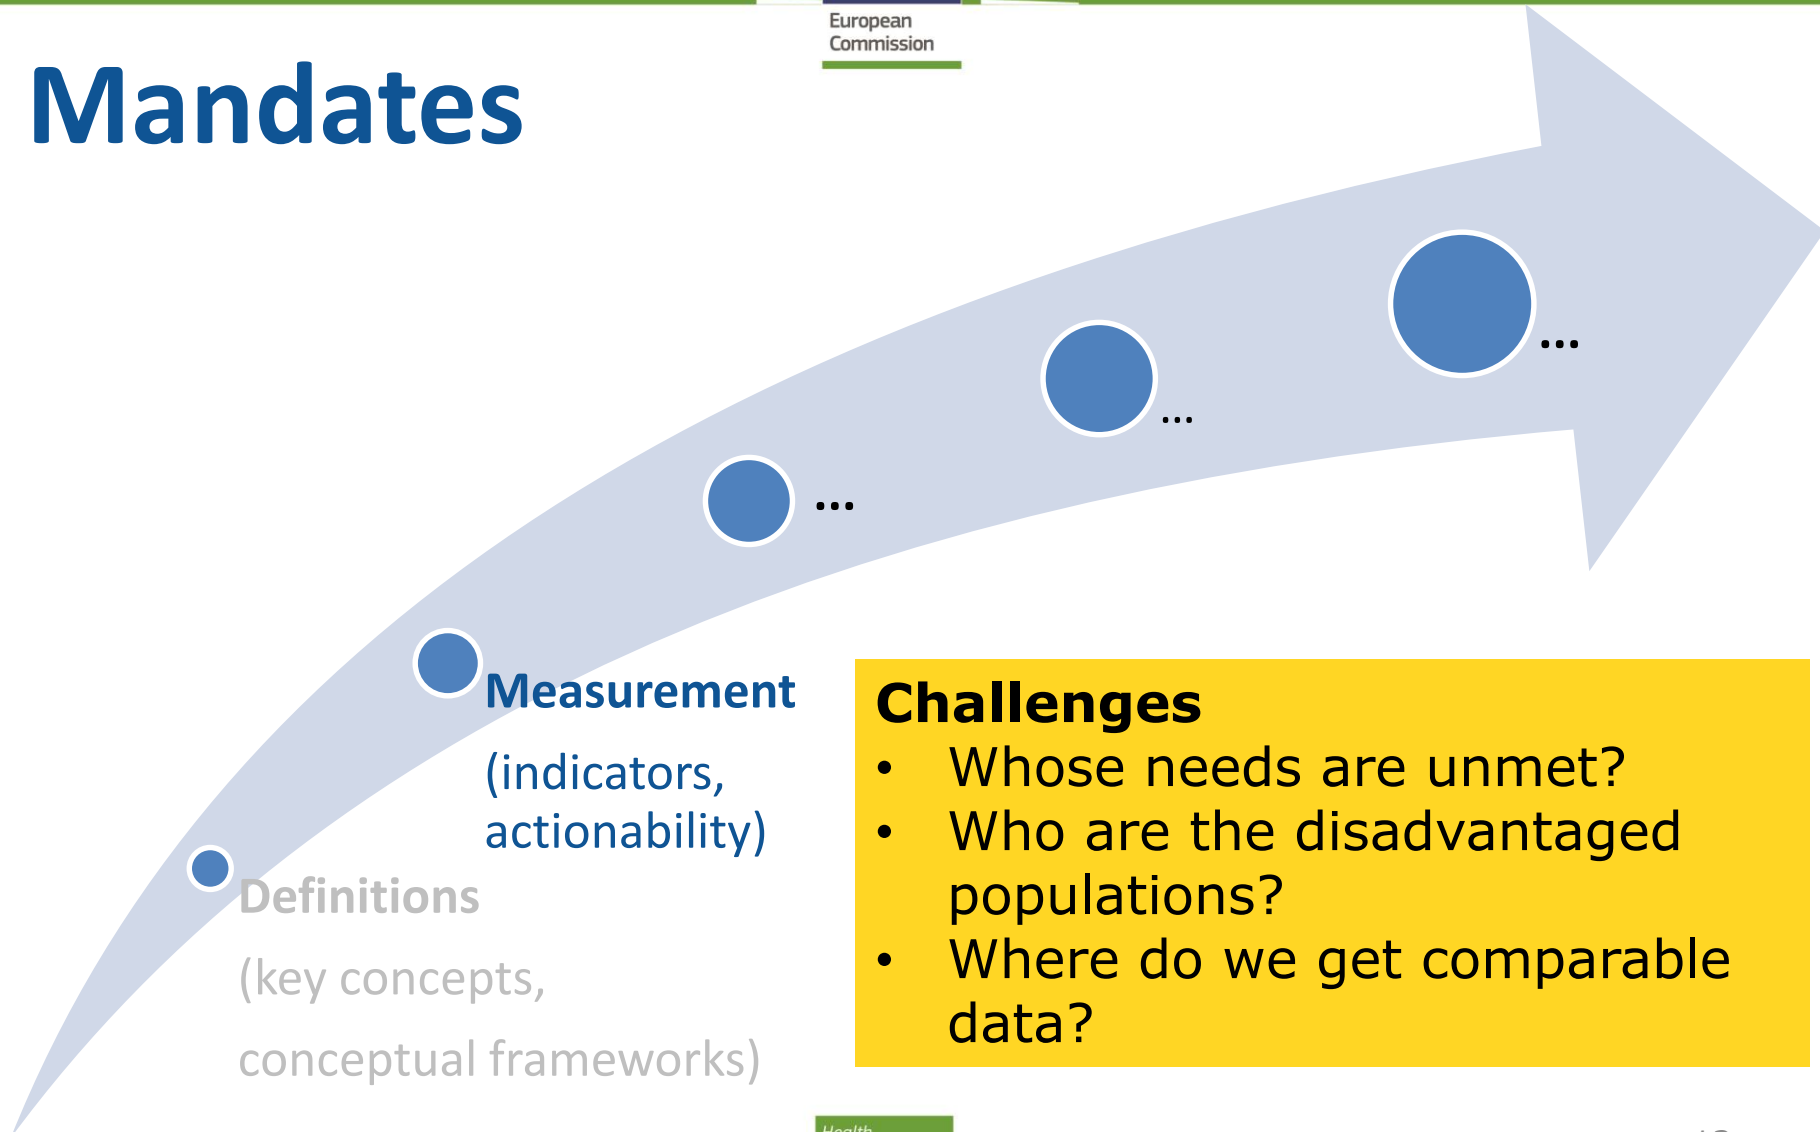 European
Commission
Mandates
...
...
...
Measurement
(indicators,
actionability)
Definitions
(key concepts,
conceptual frameworks)
Challenges
• Whose needs are unmet?
• Who are the disadvantaged
populations?
• Where do we get comparable
data?
Health